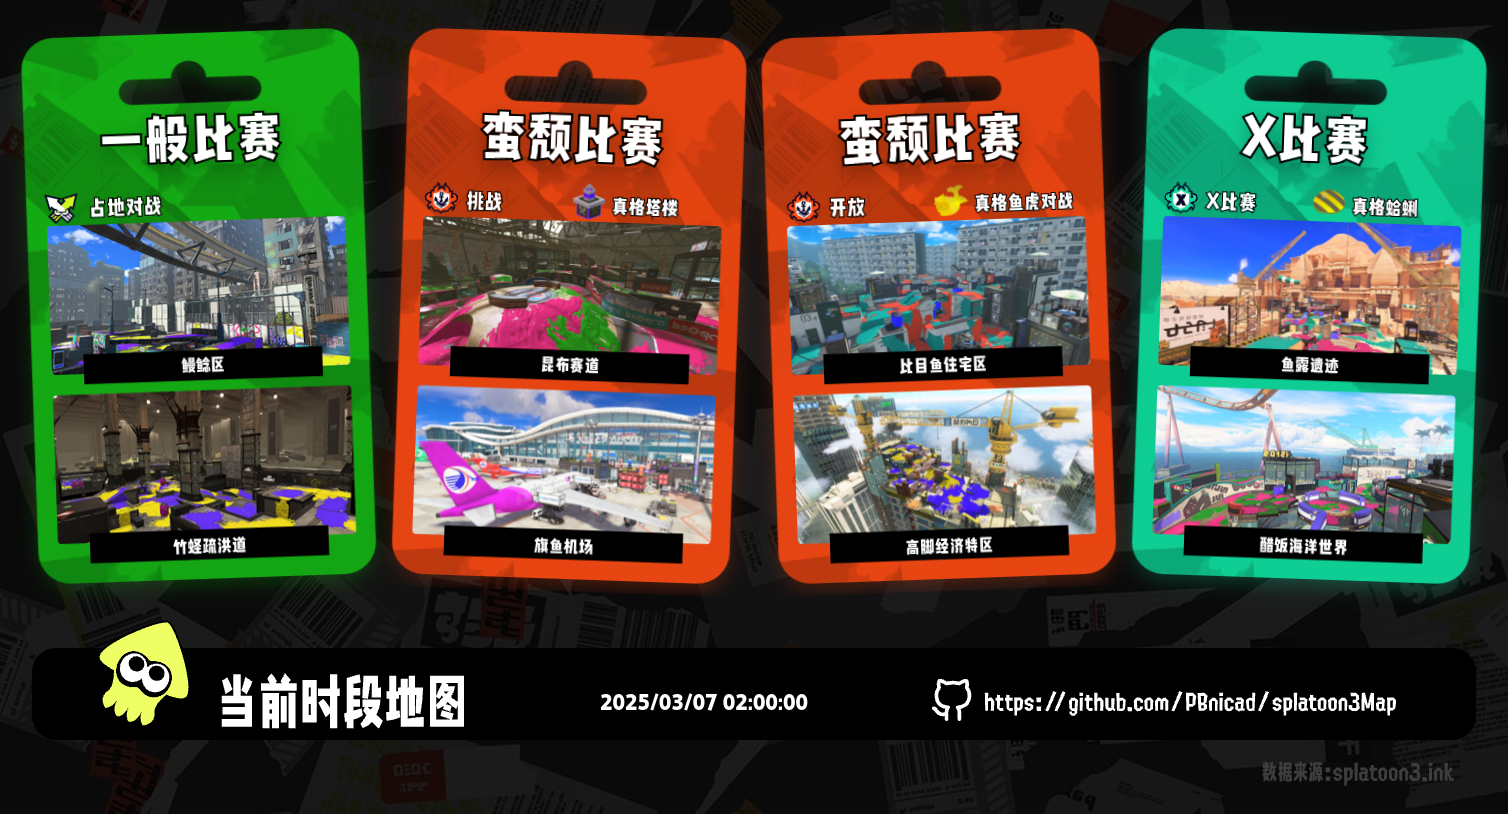 一般比赛
占地对战
鳗鲶区
竹蛏疏洪道
蛮颓比赛
挑战
真格塔楼
昆布赛道
旗鱼机场
蛮颓比赛
开放
真格鱼虎对战
比目鱼住宅区
高脚经济特区
X比赛
X比赛
真格蛤蜊
鱼露遗迹
醋饭海洋世界
当前时段地图
2025/03/07 02:00:00
https://github.com/PBnicad/splatoon3Map
数据来源:splatoon3.ink